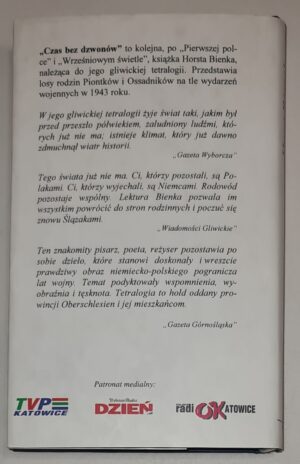 „Czas bez dzwonów" to kolejna, po „Pierwszej pol-
ce" i „Wrześniowym świetle", książka Horsta Bienka,
należąca do jego gliwickiej tetralogii. Przedstawia
losy rodzin Piontków i Ossadników na tle wydarzeń
wojennych w 1943 roku.
W jego gliwickiej tetralogii żyje świat taki, jakim był
przed przeszło półwiekiem, zaludniony ludźmi, któ-
rych już nie ma; istnieje klimat, który już dawno
zdmuchnął wiatr historii.
„Gazeta Wyborcza"
Tego świata już nie ma. Ci, którzy pozostali, są Po-
lakami. Ci, którzy wyjechali, są Niemcami. Rodowód
pozostaje wspólny. Lektura Bienka pozwala im
wszystkim powrócić do stron rodzinnych i poczuć się
znowu Ślązakami.
„Wiadomości Gliwickie"
Ten znakomity pisarz, poeta, reżyser pozostawia po
sobie dzieło, które stanowi doskonały i wreszcie
prawdziwy obraz niemiecko-polskiego pogranicza
lat wojny. Temat podyktowały wspomnienia, wy-
obraźnia i tęsknota. Tetralogia to hołd oddany pro-
wincji Oberschlesien i jej mieszkańcom.
„Gazeta Górnośląska"
Patronat medialny:
TVP KATOWICE
DZIEŃ
radiO KATOWICE